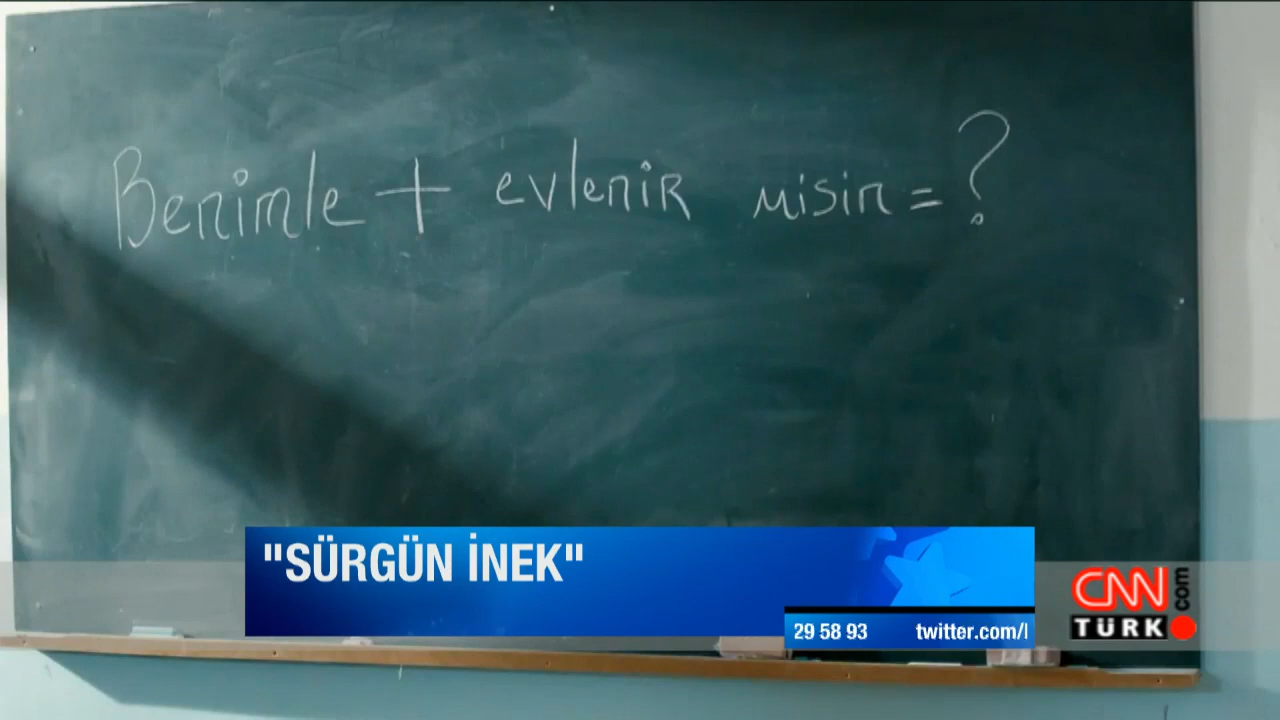 Benimle + evlenir misin = ?
"SÜRGÜN İNEK"
29 58 93 twitter.com/l
CNN
TÜRK
.com